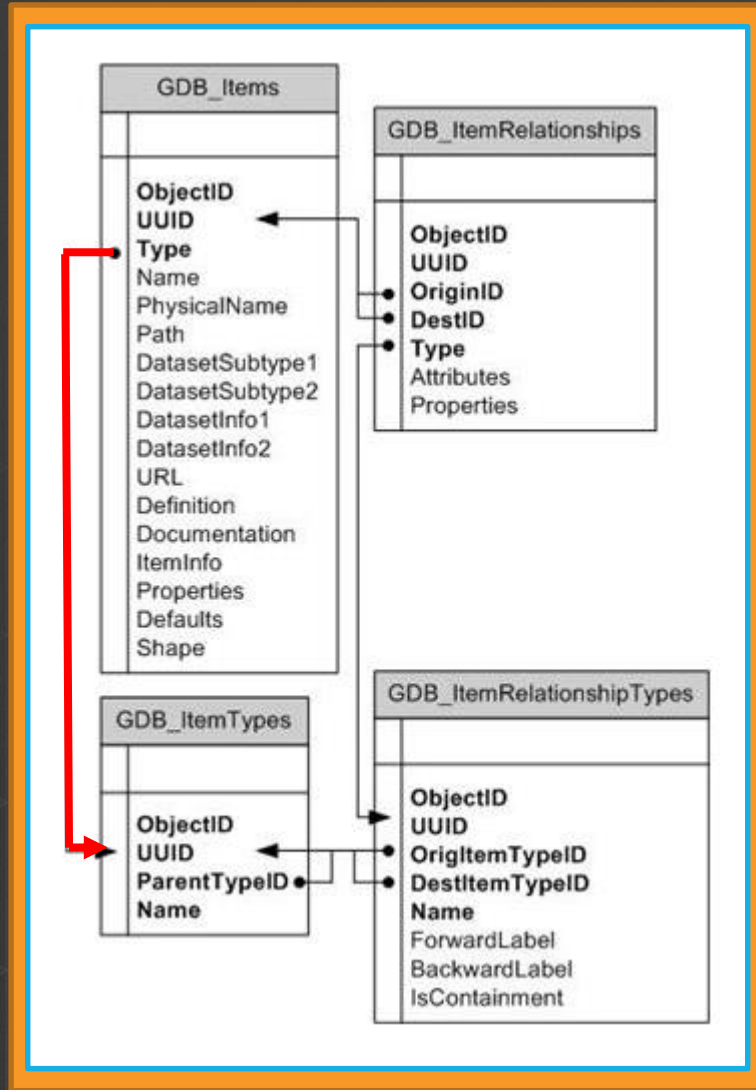 GDB_Items
ObjectID
UUID
Type
Name
PhysicalName
Path
DatasetSubtype1
DatasetSubtype2
DatasetInfo1
DatasetInfo2
URL
Definition
Documentation
ItemInfo
Properties
Defaults
Shape
GDB_ItemRelationships
ObjectID
UUID
OriginID
DestID
Type
Attributes
Properties
GDB_ItemTypes
ObjectID
UUID
ParentTypeID
Name
GDB_ItemRelationshipTypes
ObjectID
UUID
OrigItemTypeID
DestItemTypeID
Name
ForwardLabel
BackwardLabel
IsContainment